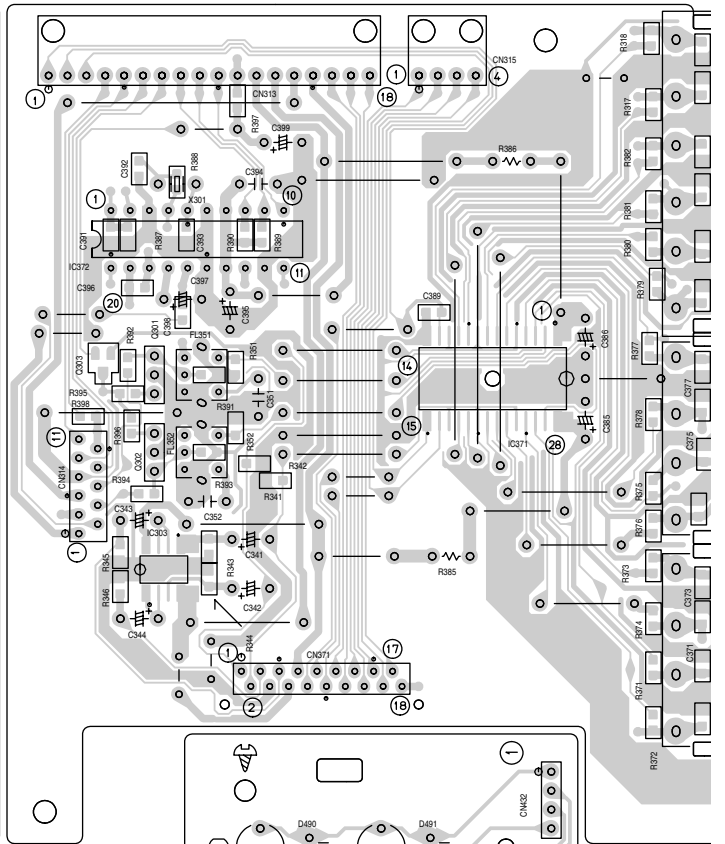 R318
CN315
1
18
1
4
CN313
R317
R397
C399
R386
R382
C392
R388
C394
X301
10
1
R381
C391
R387
C393
R390
R389
R380
IC372
11
C396
20
C397
R379
C398
C395
C389
1
C386
R392
C301
FL351
R351
R377
C303
14
C377
R395
R391
C351
R398
15
R378
C385
R396
11
C302
FL352
R352
IC371
28
C375
CN314
R342
R394
R393
R341
R375
C343
C352
IC303
R376
1
R345
R343
C341
R385
R373
R346
C342
C373
R374
C344
R344
1
CN371
17
C371
R371
2
18
R372
1
CN432
D490
D491